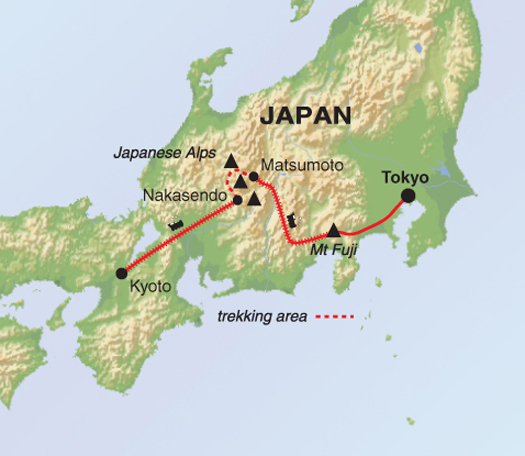 JAPAN
Japanese Alps
Matsumoto
Tokyo
Nakasendo
Mt Fuji
Kyoto
trekking area